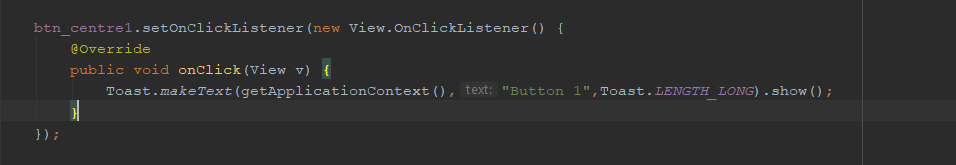 btn_centre1.setOnClickListener(new View.OnClickListener() {
@Override
public void onClick(View v) {
Toast.makeText(getApplicationContext(), text: "Button 1",Toast.LENGTH_LONG).show();
}
});